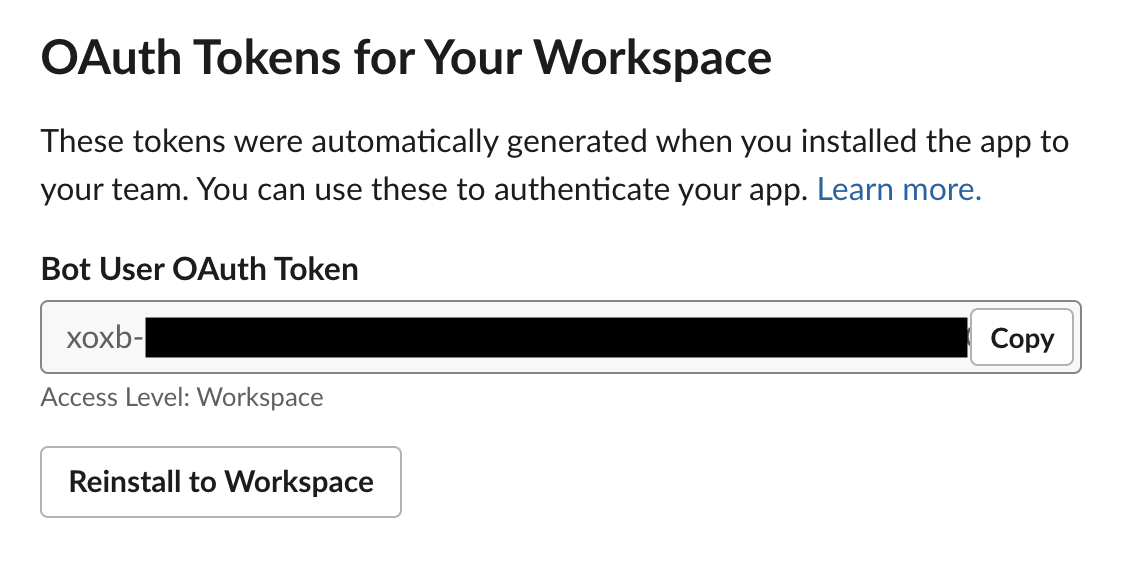 OAuth Tokens for Your Workspace
These tokens were automatically generated when you installed the app to
your team. You can use these to authenticate your app. Learn more.
Bot User OAuth Token
xoxb-
Copy
Access Level: Workspace
Reinstall to Workspace